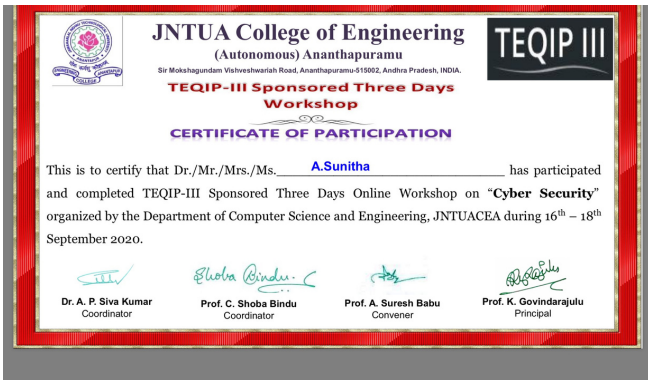 JNTUA College of Engineering
(Autonomous) Ananthapuramu
Sir Mokshagundam Vishveshwariah Road, Ananthapuramu-515002, Andhra Pradesh, INDIA.
TEQIP III
TEQIP-III Sponsored Three Days
Workshop
CERTIFICATE OF PARTICIPATION
This is to certify that Dr./Mr./Mrs./Ms. A.Sunitha has participated
and completed TEQIP-III Sponsored Three Days Online Workshop on “Cyber Security”
organized by the Department of Computer Science and Engineering, JNTUACEA during 16th – 18th
September 2020.
Shoba Bindu.
Dr. A. P. Siva Kumar
Coordinator
Prof. C. Shoba Bindu
Coordinator
Prof. A. Suresh Babu
Convener
Prof. K. Govindarajulu
Principal